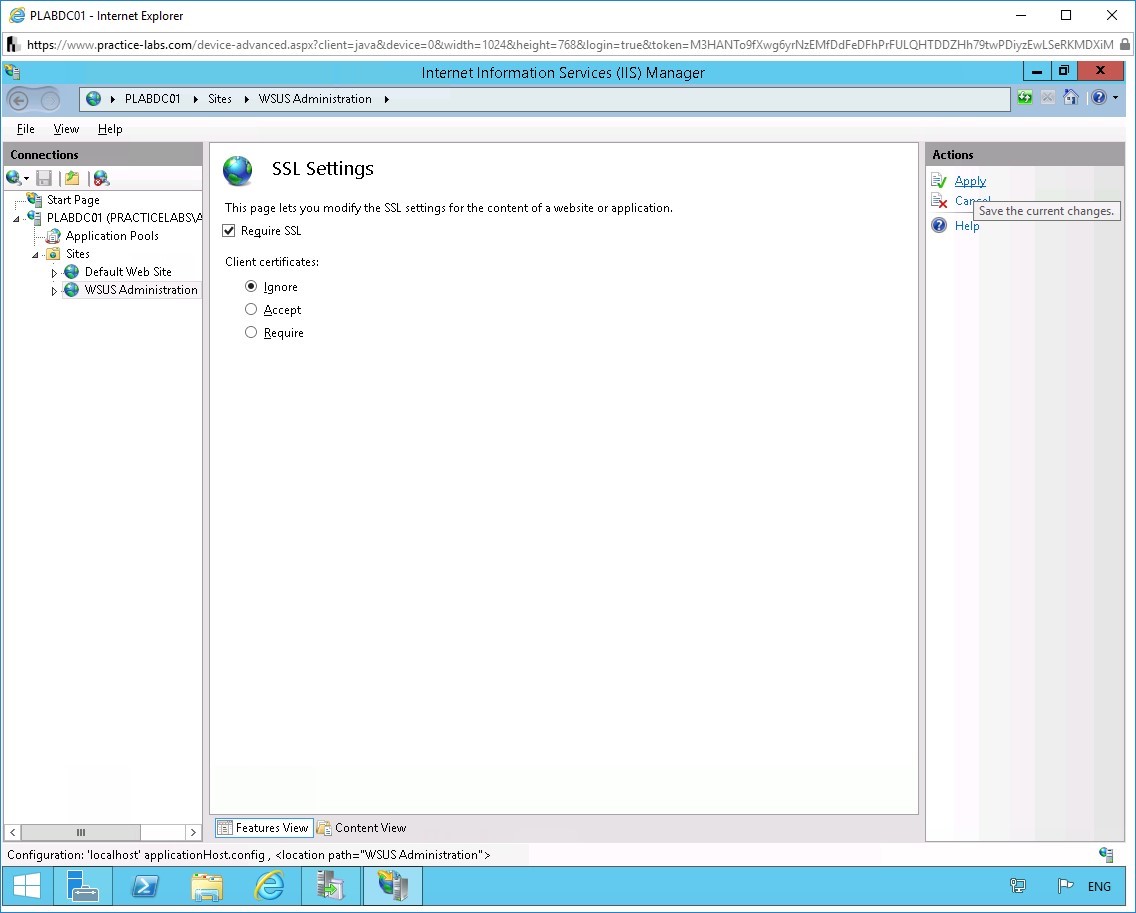 PLABDC01 - Internet Explorer
https://www.practice-labs.com/device-advanced.aspx?client=java&device=0&width=1024&height=768&login=true&token=M3HANTo9fXwg6yrNzEMfDdFeDFhPrFULQHTDDZHh79twPDiyzEwLSeRKMDXiM
Internet Information Services (IIS) Manager
PLABDC01 Sites WSUS Administration
File View Help
Connections
Start Page
PLABDC01 (PRACTICELABS\A
Application Pools
Sites
Default Web Site
WSUS Administration
SSL Settings
This page lets you modify the SSL settings for the content of a website or application.
Require SSL
Client certificates:
Ignore
Accept
Require
Features View Content View
Actions
Apply
Cancel
Save the current changes.
Help
Configuration: 'localhost' applicationHost.config , <location path="WSUS Administration">
ENG